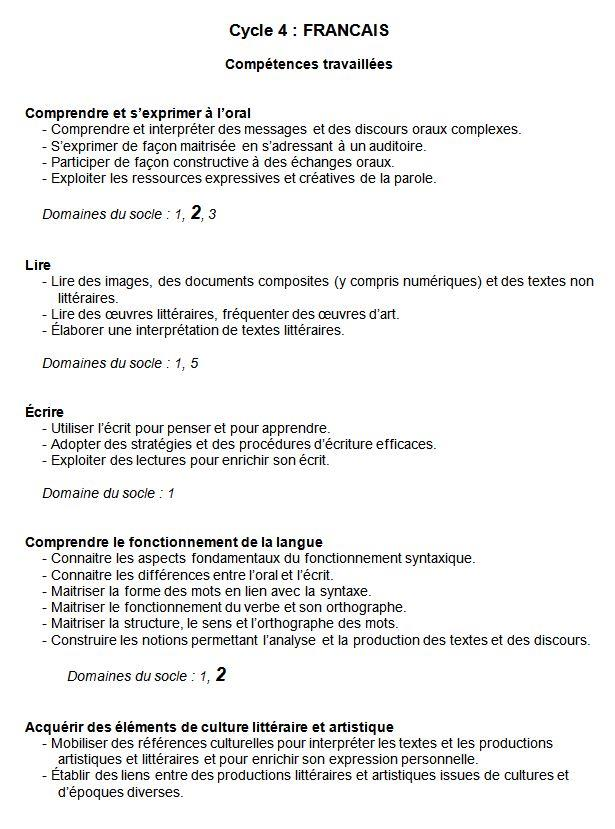 Cycle 4 : FRANCAIS
Compétences travaillées
Comprendre et s'exprimer à l'oral
- Comprendre et interpréter des messages et des discours oraux complexes.
- S'exprimer de façon maitrisée en s'adressant à un auditoire.
- Participer de façon constructive à des échanges oraux.
- Exploiter les ressources expressives et créatives de la parole.
Domaines du socle : 1, 2, 3
Lire
- Lire des images, des documents composites (y compris numériques) et des textes non
littéraires.
- Lire des œuvres littéraires, fréquenter des œuvres d'art.
- Élaborer une interprétation de textes littéraires.
Domaines du socle : 1, 5
Écrire
- Utiliser l'écrit pour penser et pour apprendre.
- Adopter des stratégies et des procédures d'écriture efficaces.
- Exploiter des lectures pour enrichir son écrit.
Domaine du socle : 1
Comprendre le fonctionnement de la langue
- Connaitre les aspects fondamentaux du fonctionnement syntaxique.
- Connaitre les différences entre l'oral et l'écrit.
- Maitriser la forme des mots en lien avec la syntaxe.
- Maitriser le fonctionnement du verbe et son orthographe.
- Maitriser la structure, le sens et l'orthographe des mots.
- Construire les notions permettant l'analyse et la production des textes et des discours.
Domaines du socle : 1, 2
Acquérir des éléments de culture littéraire et artistique
- Mobiliser des références culturelles pour interpréter les textes et les productions
artistiques et littéraires et pour enrichir son expression personnelle.
- Établir des liens entre des productions littéraires et artistiques issues de cultures et
d'époques diverses.